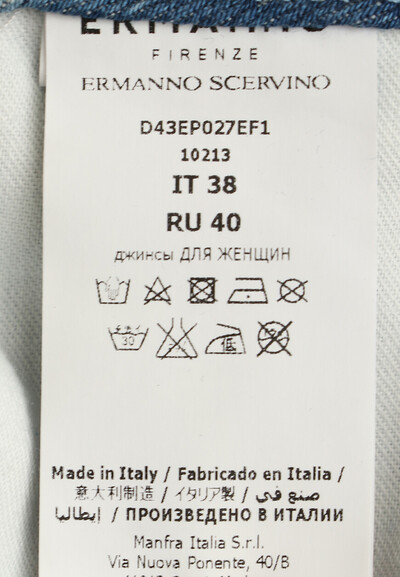 ERMANNO
FIRENZE
ERMANNO SCERVINO
D43EP027EF1
10213
IT 38
RU 40
джинсы ДЛЯ ЖЕНЩИН
30
Made in Italy / Fabricado en Italia /
意大利制造 / イタリア製 / صنع في
إيطاليا / ПРОИЗВЕДЕНО В ИТАЛИИ
Manfra Italia S.r.l.
Via Nuova Ponente, 40/B